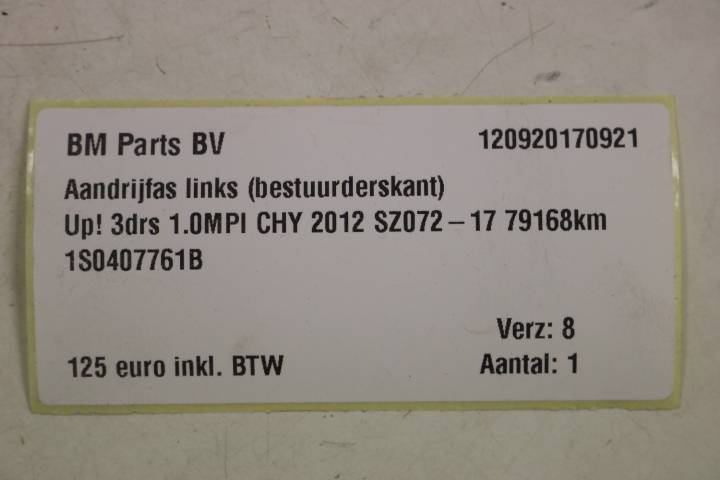 BM Parts BV 120920170921
Aandrijfas links (bestuurderskant)
Up! 3drs 1.0MPI CHY 2012 SZ072-17 79168km
1S0407761B
Verz: 8
125 euro inkl. BTW Aantal: 1